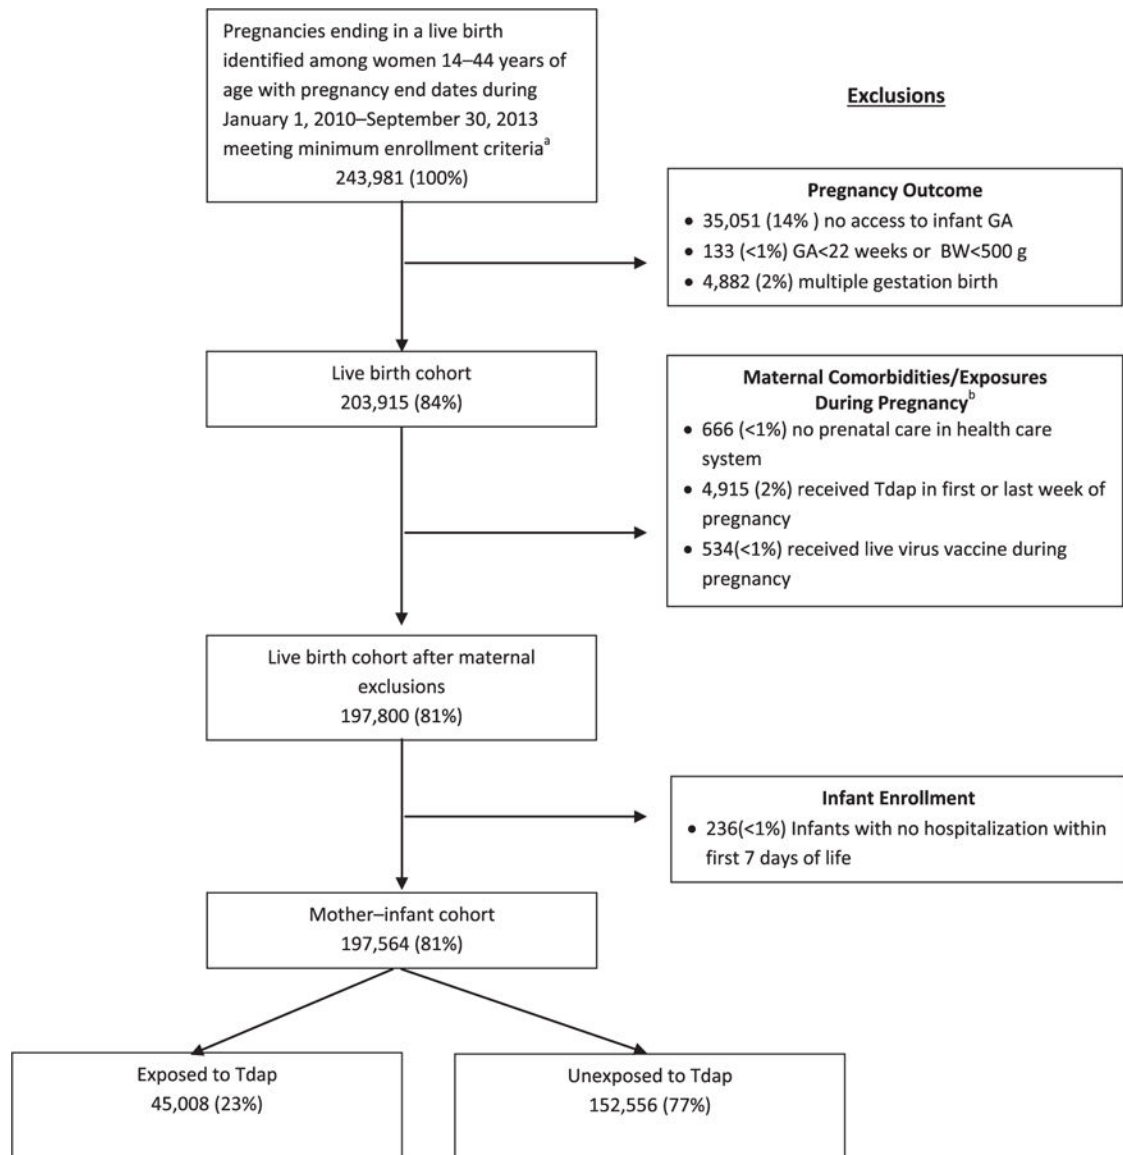 Pregnancies ending in a live birth
identified among women 14–44 years of
age with pregnancy end dates during
January 1, 2010–September 30, 2013
meeting minimum enrollment criteriaᵃ
243,981 (100%)
Exclusions
Pregnancy Outcome
• 35,051 (14% ) no access to infant GA
• 133 (<1%) GA<22 weeks or BW<500 g
• 4,882 (2%) multiple gestation birth
Live birth cohort
203,915 (84%)
Maternal Comorbidities/Exposures
During Pregnancyᵇ
• 666 (<1%) no prenatal care in health care
system
• 4,915 (2%) received Tdap in first or last week of
pregnancy
• 534(<1%) received live virus vaccine during
pregnancy
Live birth cohort after maternal
exclusions
197,800 (81%)
Infant Enrollment
• 236(<1%) Infants with no hospitalization within
first 7 days of life
Mother–infant cohort
197,564 (81%)
Exposed to Tdap
45,008 (23%)
Unexposed to Tdap
152,556 (77%)